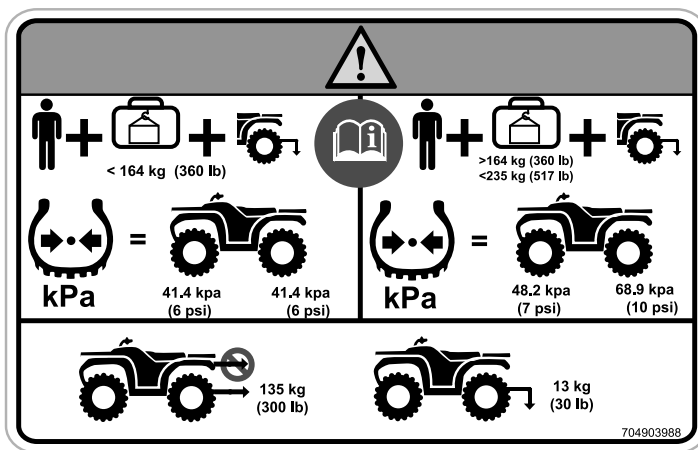 i
< 164 kg (360 lb)
>164 kg (360 lb)
<235 kg (517 lb)
kPa
=
41.4 kpa
(6 psi)
41.4 kpa
(6 psi)
kPa
=
48.2 kpa
(7 psi)
68.9 kpa
(10 psi)
135 kg
(300 lb)
13 kg
(30 lb)
704903988